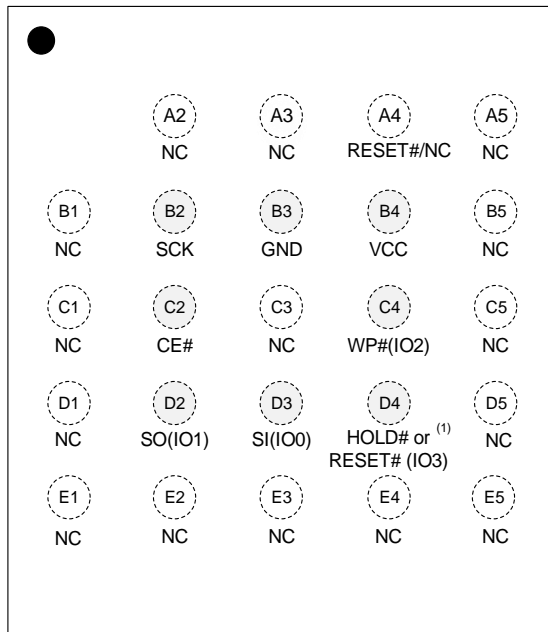 A2 A3 A4 A5
NC NC RESET#/NC NC
B1 B2 B3 B4 B5
NC SCK GND VCC NC
C1 C2 C3 C4 C5
NC CE# NC WP#(IO2) NC
D1 D2 D3 D4 D5
NC SO(IO1) SI(IO0) HOLD# or (1) NC
RESET# (IO3)
E1 E2 E3 E4 E5
NC NC NC NC NC